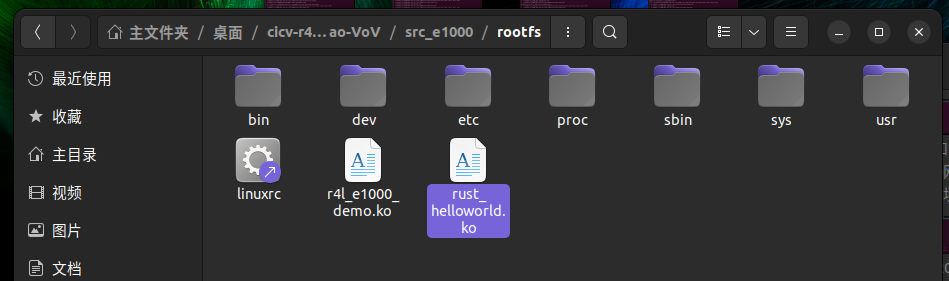 主文件夹 / 桌面 / cicv-r4…ao-VoV / src_e1000 / rootfs
最近使用
收藏
主目录
视频
图片
文档
bin
dev
etc
proc
sbin
sys
usr
linuxrc
r4l_e1000_
demo.ko
rust_
helloworld.
ko